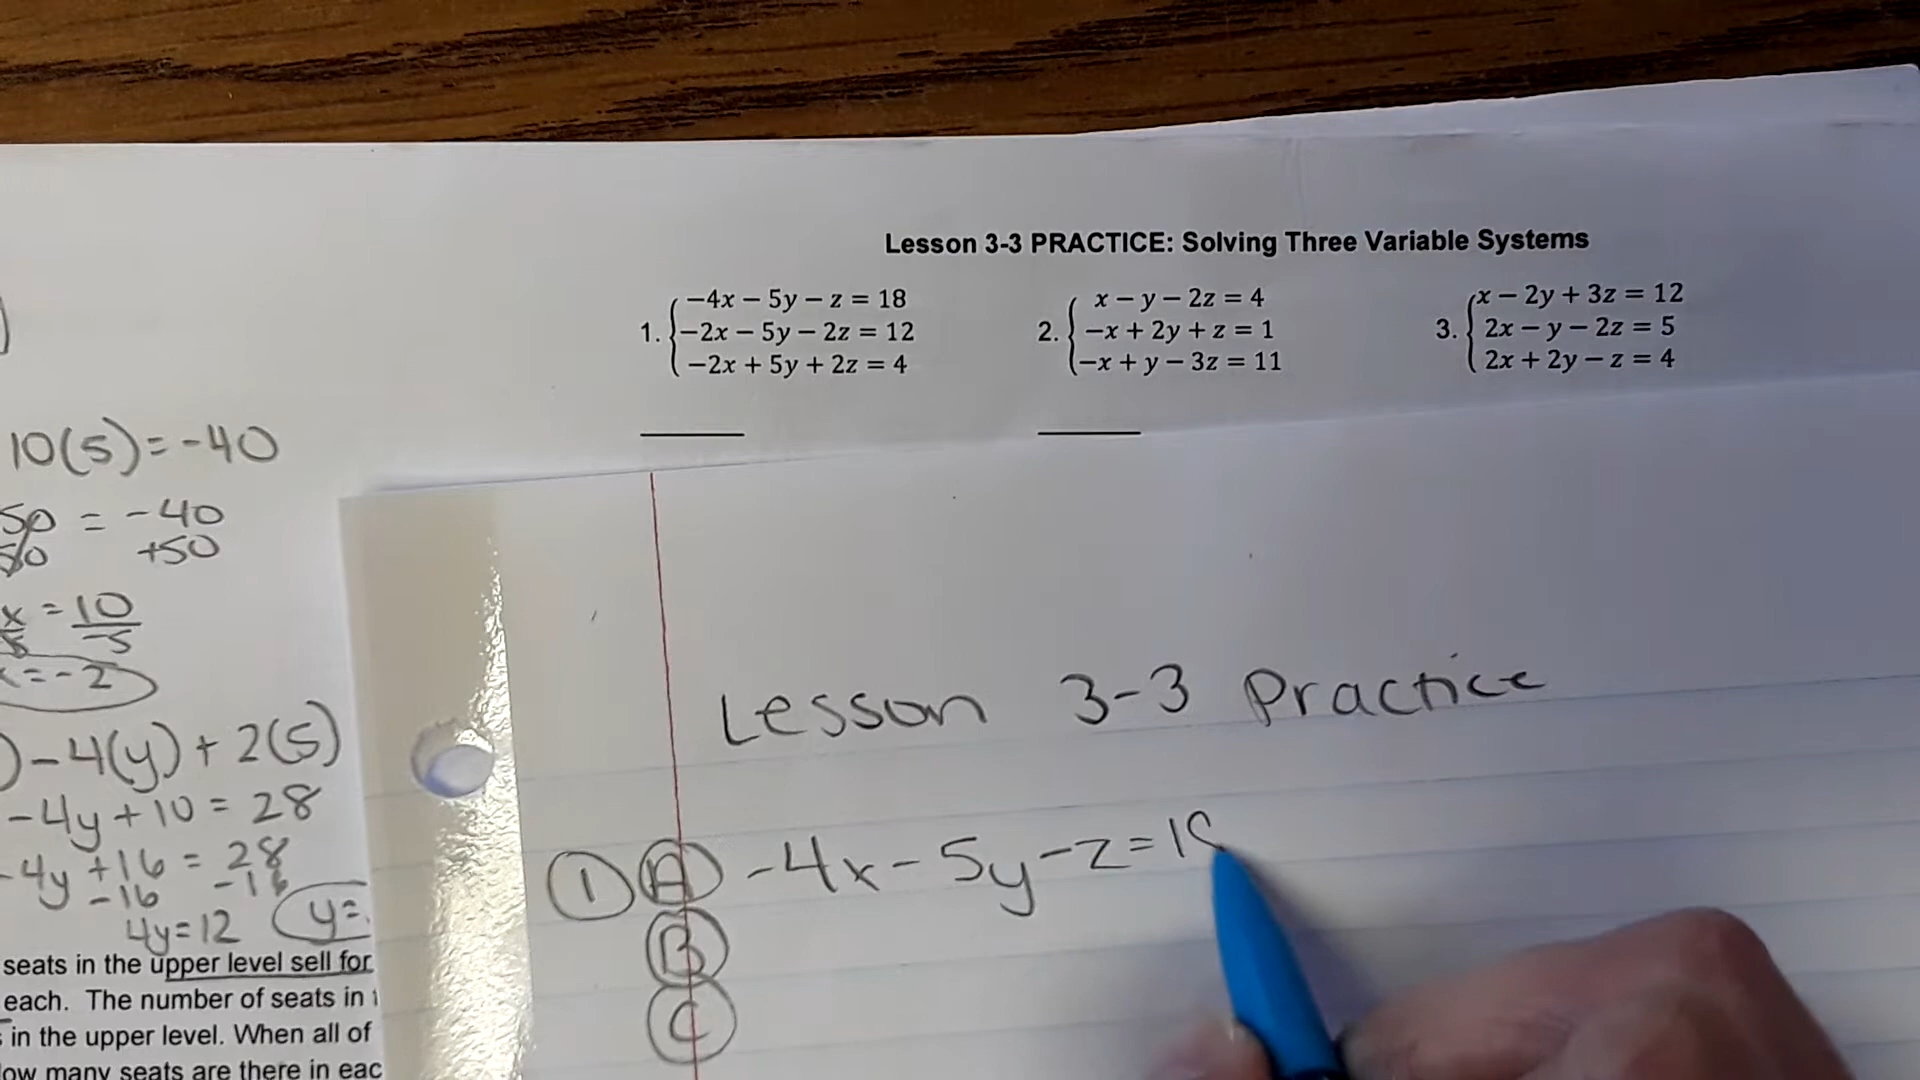 Lesson 3-3 PRACTICE: Solving Three Variable Systems
1. −4x − 5y − z = 18
−2x − 5y − 2z = 12
−2x + 5y + 2z = 4
2. x − y − 2z = 4
−x + 2y + z = 1
−x + y − 3z = 11
3. x − 2y + 3z = 12
2x − y − 2z = 5
2x + 2y − z = 4
10(5)=-40
50 = -40
50 +50
x = 10
-5
=-2
)-4(y)+2(5)
-4y+10=28
-4y+16=28
-16 -16
4y=12 y=
seats in the upper level sell for
each. The number of seats in
in the upper level. When all of
many seats are there in eac
Lesson 3-3 Practice
1 A -4x-5y-z=18
B
C